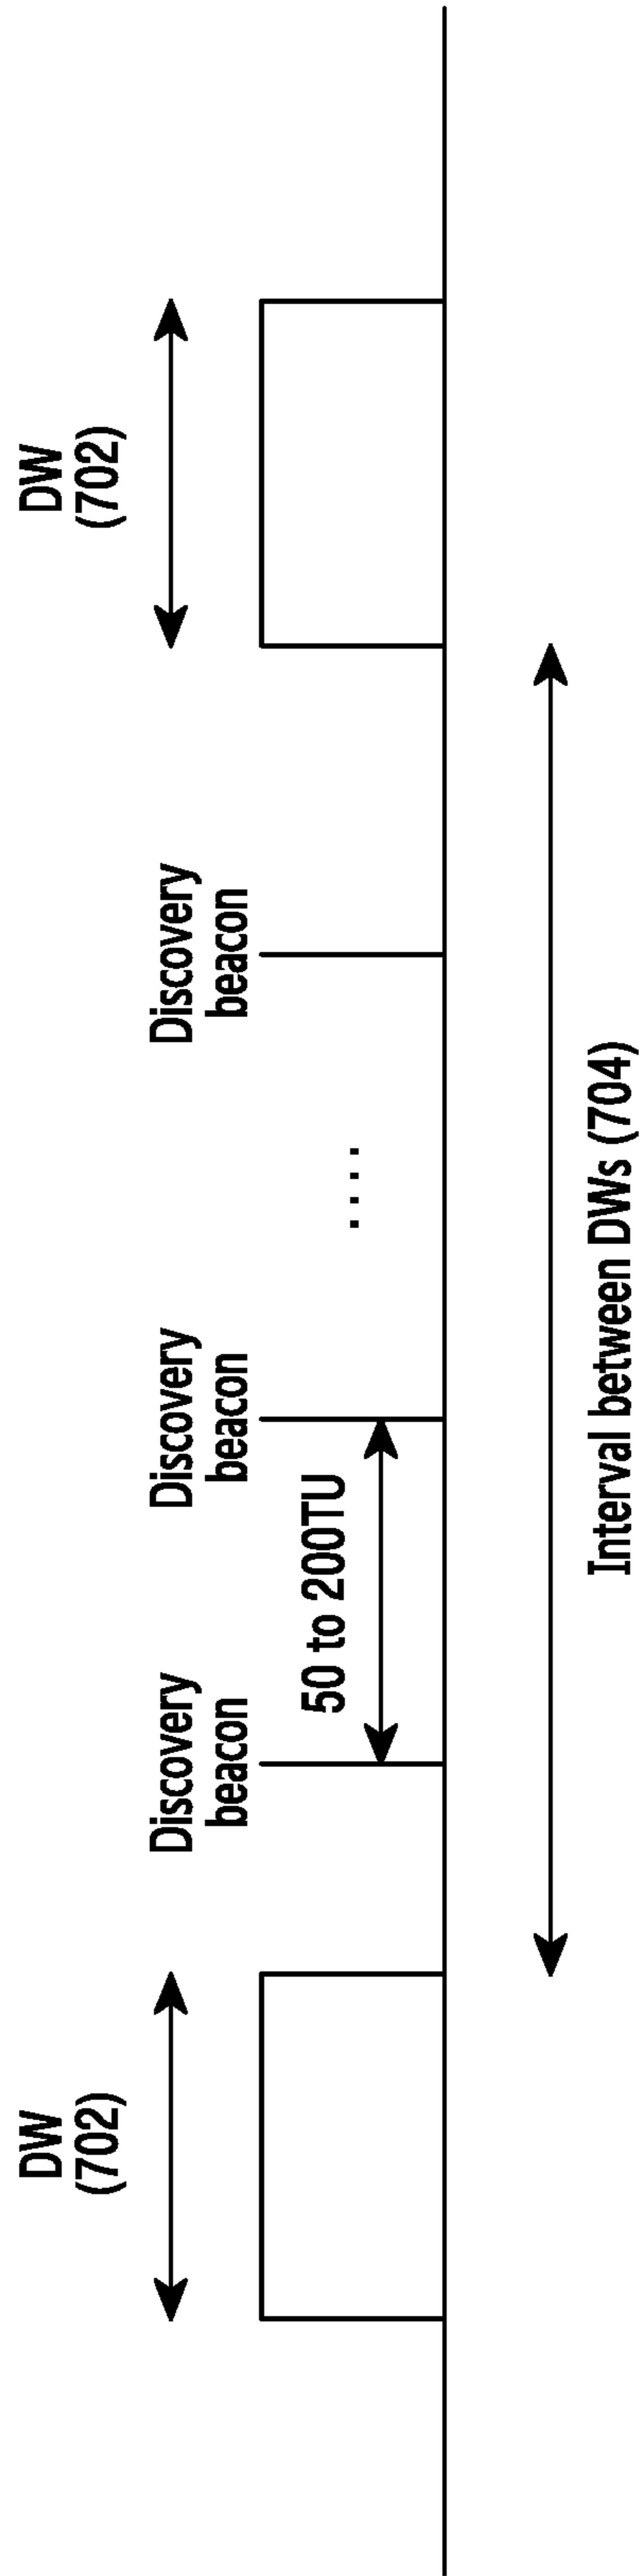 DW
(702)
Discovery
beacon
Discovery
beacon
50 to 200TU
....
Discovery
beacon
DW
(702)
Interval between DWs (704)